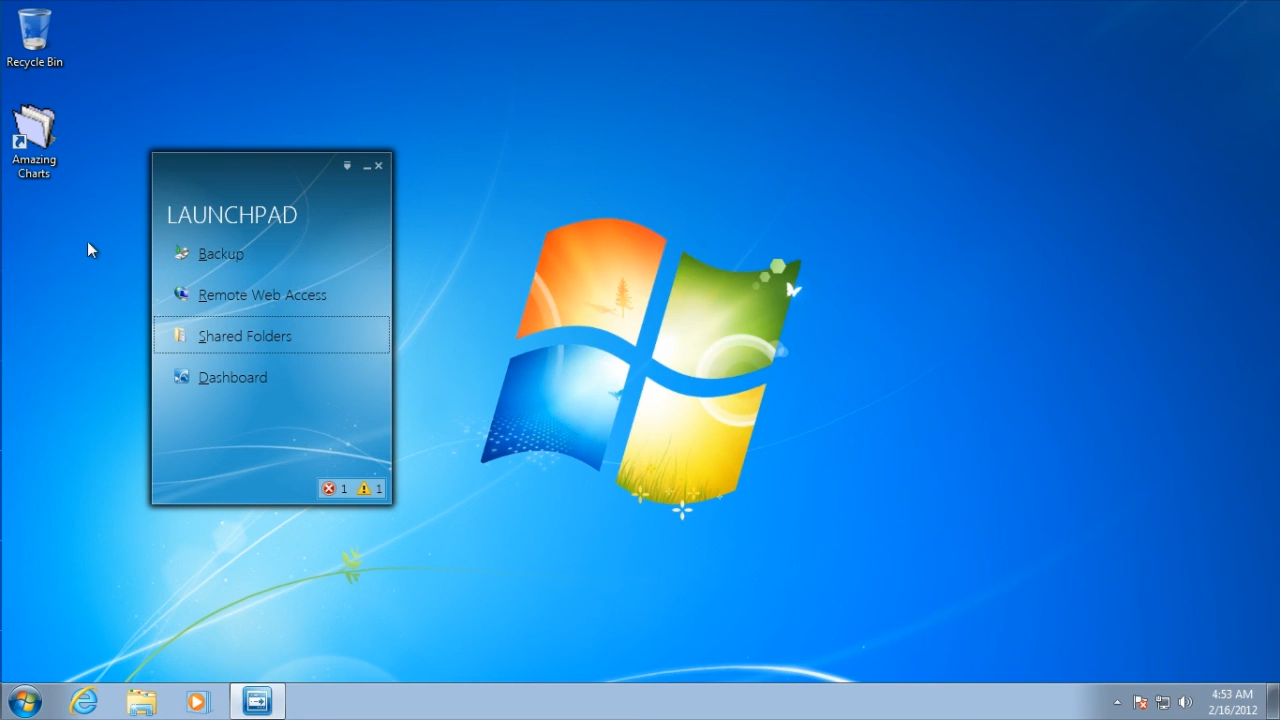 Recycle Bin
Amazing
Charts
LAUNCHPAD
Backup
Remote Web Access
Shared Folders
Dashboard
1 1
4:53 AM
2/16/2012